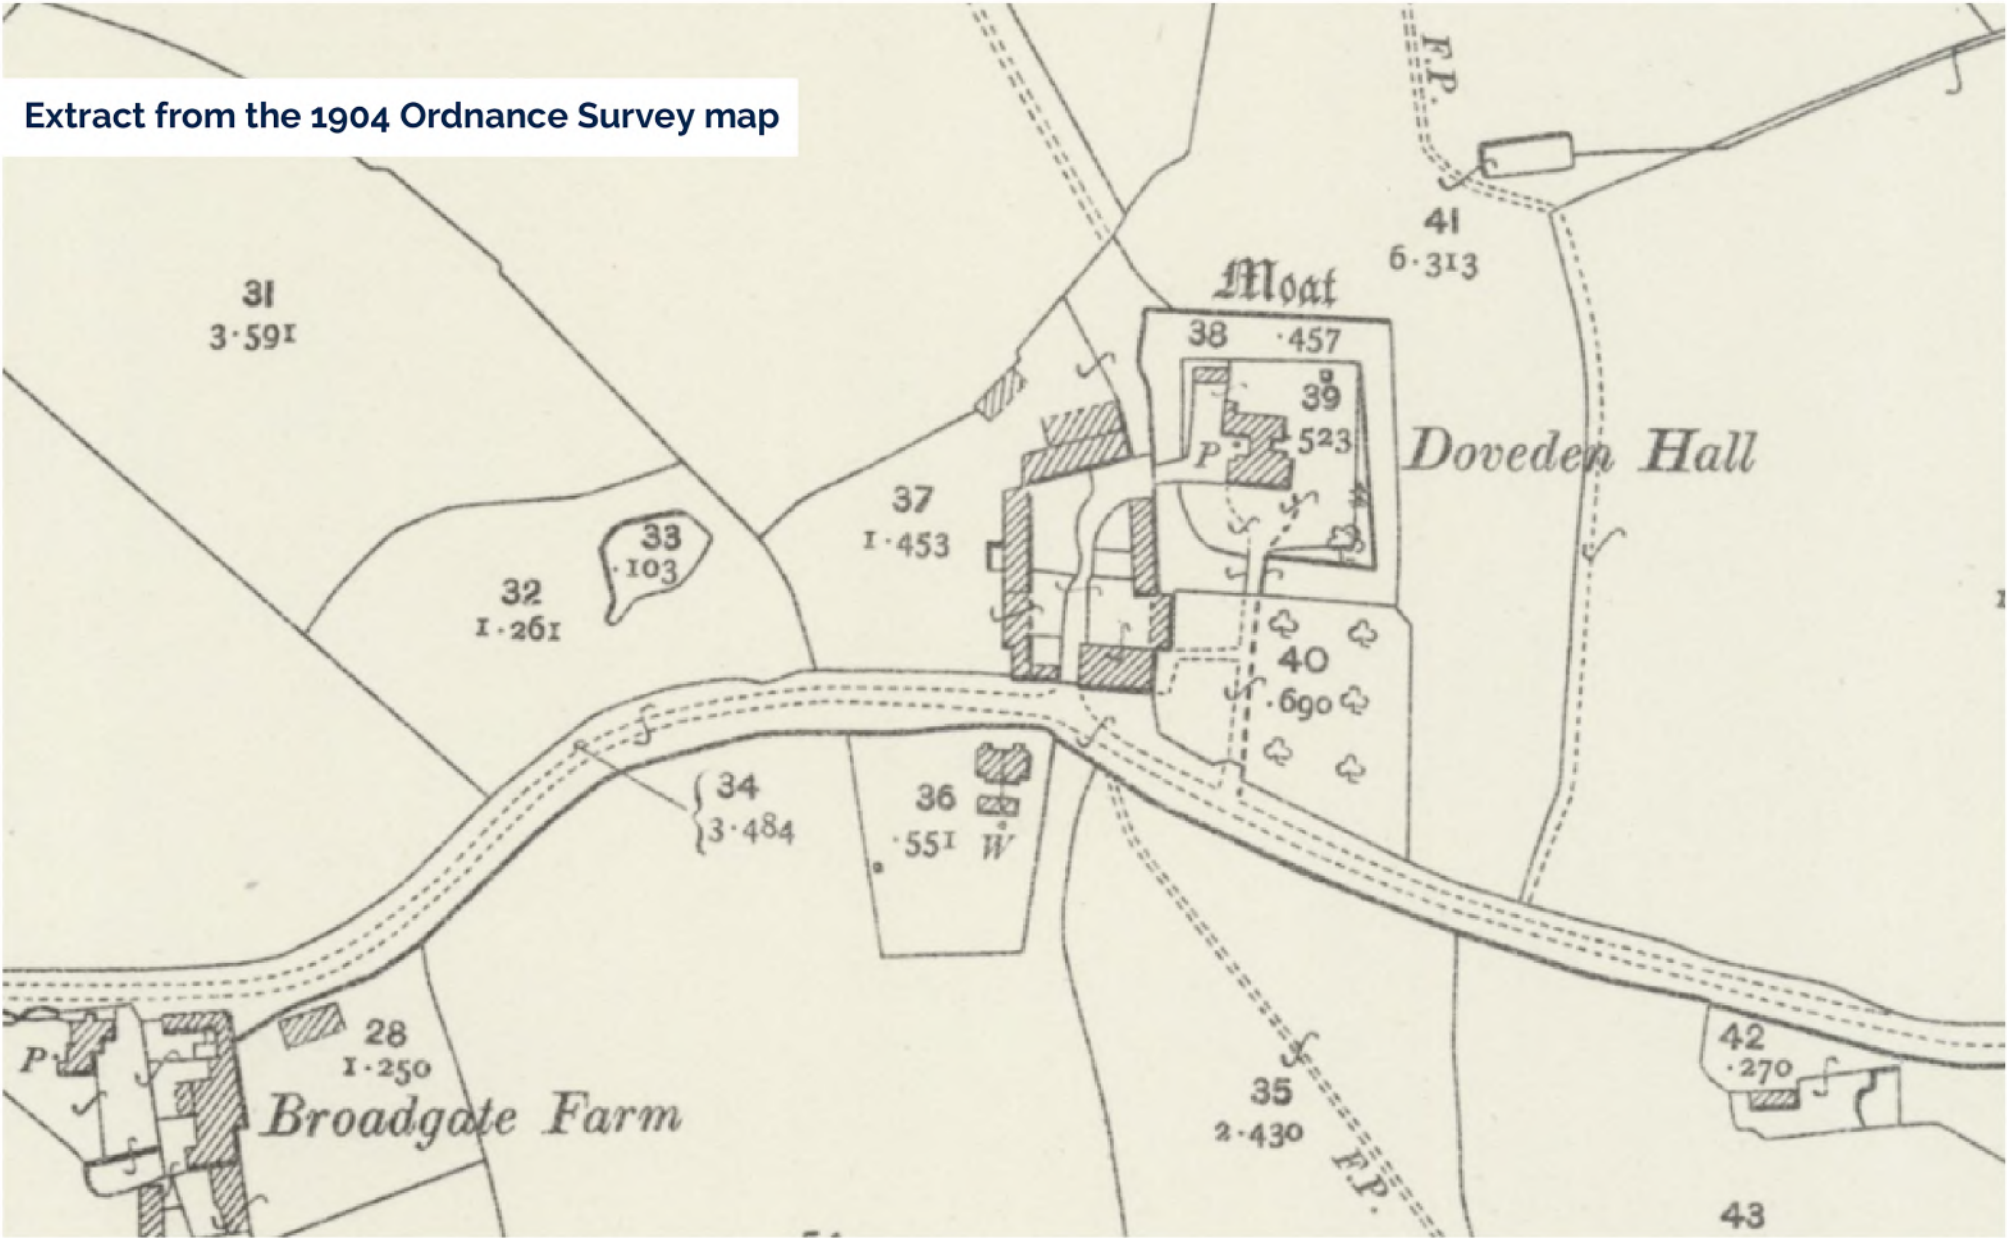 Extract from the 1904 Ordnance Survey map
F.P.
41
6·313
31
3·591
Moat
38 ·457
39
·523
P
Doveden Hall
37
1·453
33
·103
32
1·261
40
·690
34
3·484
36
·551
W
28
1·250
P
Broadgate Farm
35
2·430
F.P.
42
·270
43